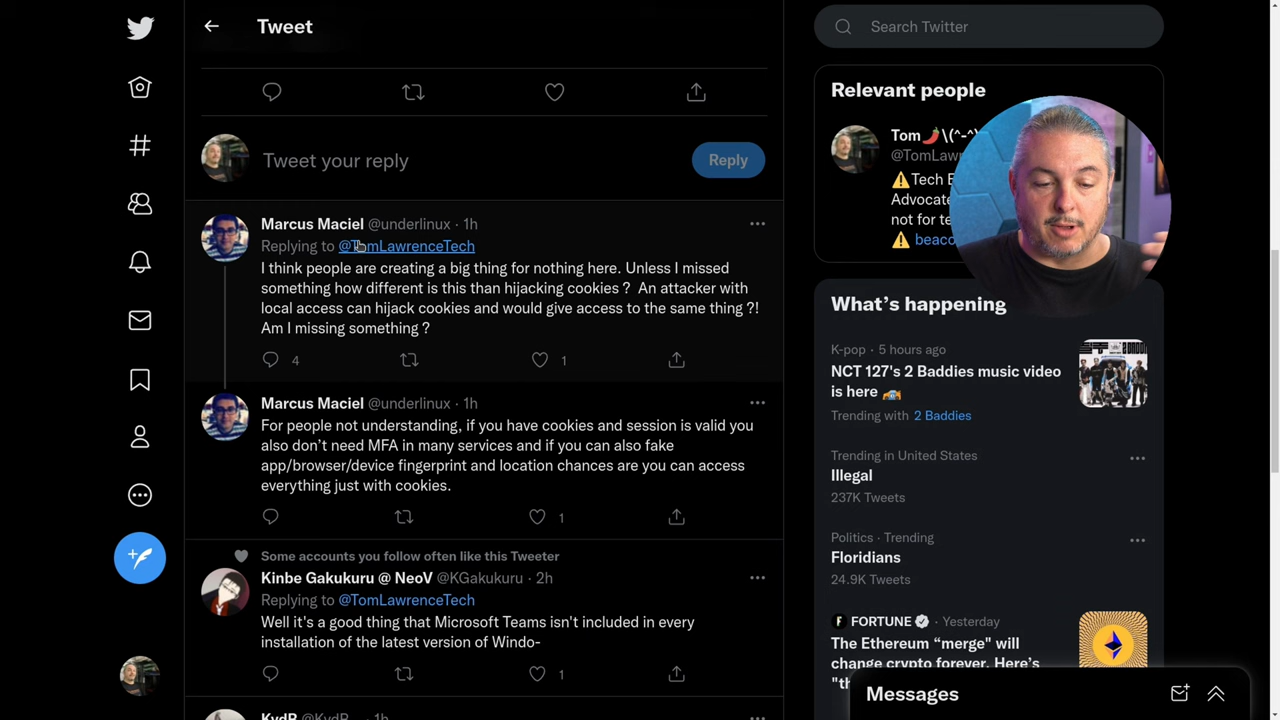 Tweet
Search Twitter
Tweet your reply
Reply
Marcus Maciel @underlinux · 1h
Replying to @TomLawrenceTech
I think people are creating a big thing for nothing here. Unless I missed
something how different is this than hijacking cookies ? An attacker with
local access can hijack cookies and would give access to the same thing ?!
Am I missing something ?
4
1
Marcus Maciel @underlinux · 1h
For people not understanding, if you have cookies and session is valid you
also don’t need MFA in many services and if you can also fake
app/browser/device fingerprint and location chances are you can access
everything just with cookies.
1
Some accounts you follow often like this Tweeter
Kinbe Gakukuru @ NeoV @KGakukuru · 2h
Replying to @TomLawrenceTech
Well it's a good thing that Microsoft Teams isn't included in every
installation of the latest version of Windo-
1
KydR @KydR · 1h
Relevant people
Tom🌶️\(^-^)
@TomLaw
⚠️Tech E
Advocate
not for te
⚠️ beaco
What’s happening
K-pop · 5 hours ago
NCT 127's 2 Baddies music video
is here
Trending with 2 Baddies
Trending in United States
Illegal
237K Tweets
Politics · Trending
Floridians
24.9K Tweets
FORTUNE · Yesterday
The Ethereum “merge” will
change crypto forever. Here’s
"th
Messages